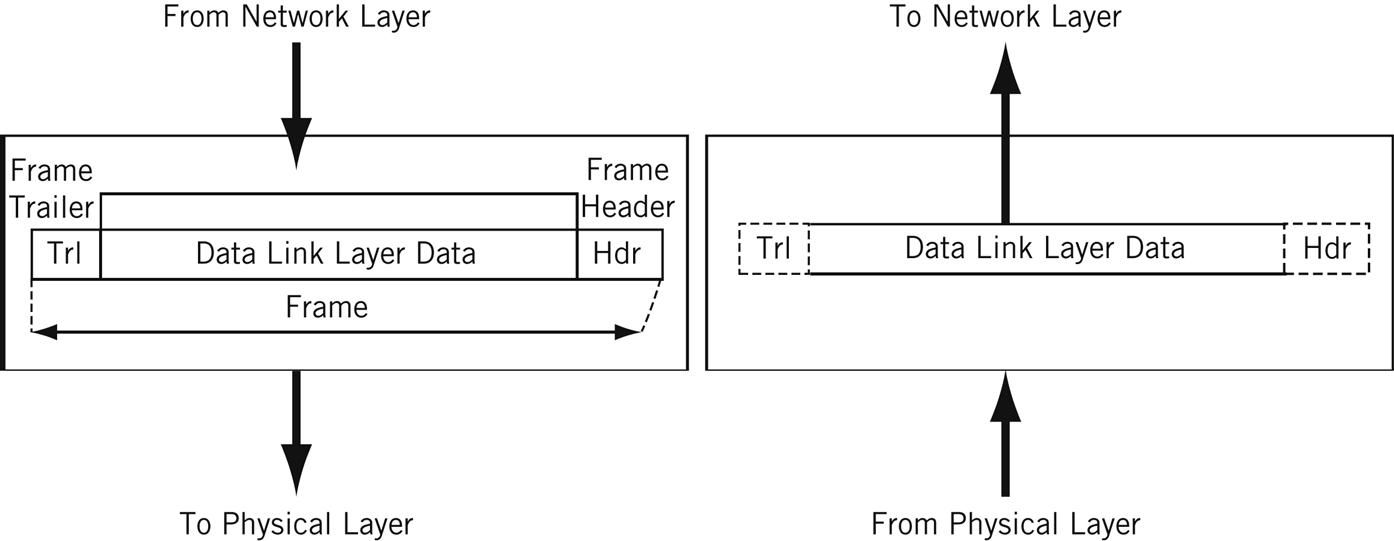 From Network Layer
To Network Layer
Frame
Trailer
Frame
Header
Trl
Data Link Layer Data
Hdr
Frame
Trl
Data Link Layer Data
Hdr
To Physical Layer
From Physical Layer